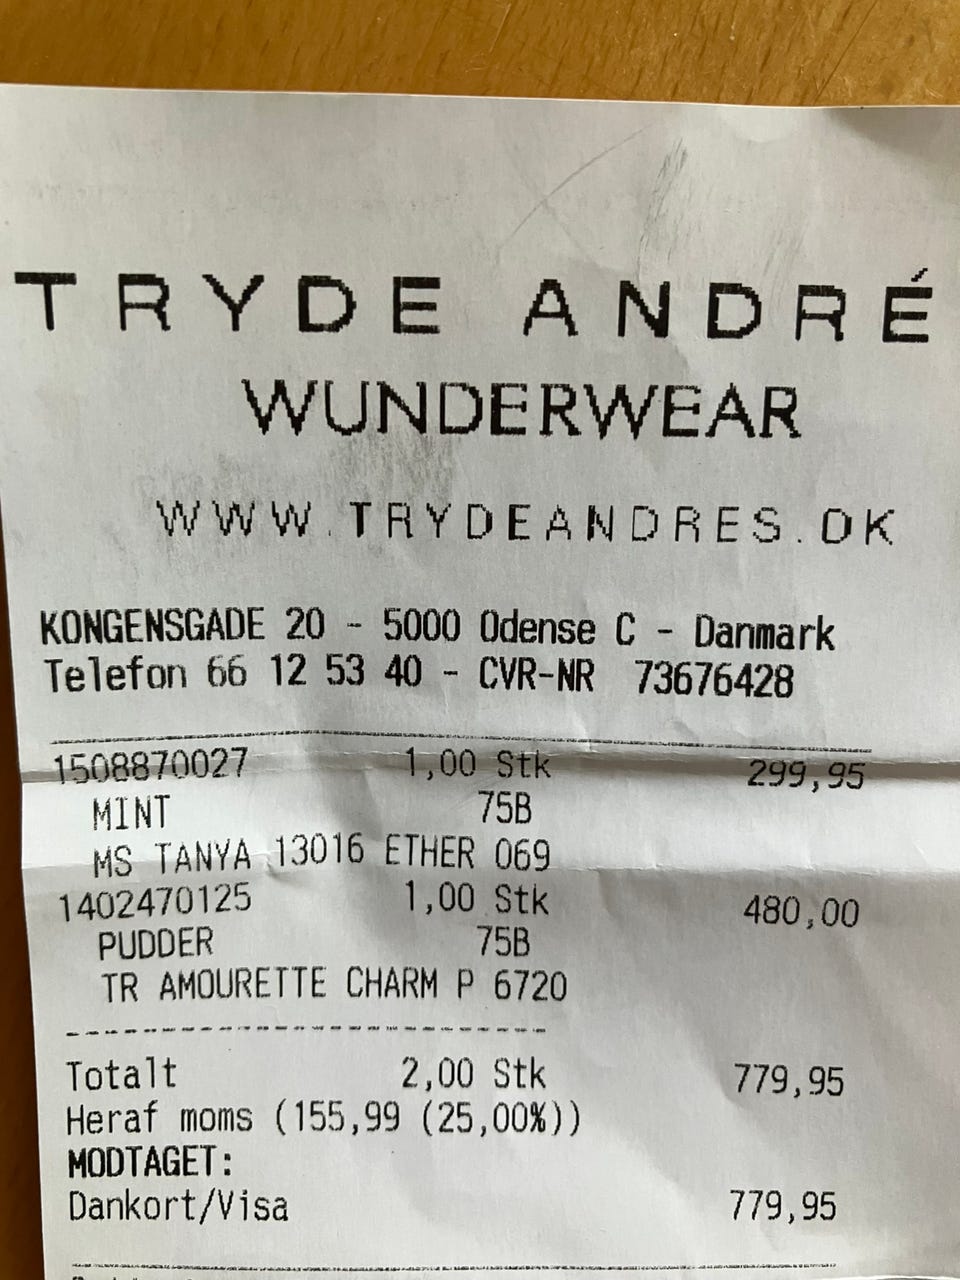 TRYDE ANDRÉ
WUNDERWEAR
WWW.TRYDEANDRES.DK
KONGENSGADE 20 - 5000 Odense C - Danmark
Telefon 66 12 53 40 - CVR-NR 73676428
1508870027 1,00 Stk 299,95
MINT 75B
MS TANYA 13016 ETHER 069
1402470125 1,00 Stk 480,00
PUDDER 75B
TR AMOURETTE CHARM P 6720
Totalt 2,00 Stk 779,95
Heraf moms (155,99 (25,00%))
MODTAGET:
Dankort/Visa 779,95